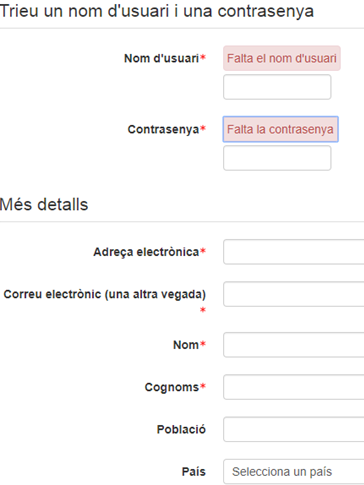 Trieu un nom d'usuari i una contrasenya
Nom d'usuari* Falta el nom d'usuari
Contrasenya* Falta la contrasenya
Més detalls
Adreça electrònica*
Correu electrònic (una altra vegada)
*
Nom*
Cognoms*
Població
País Selecciona un país